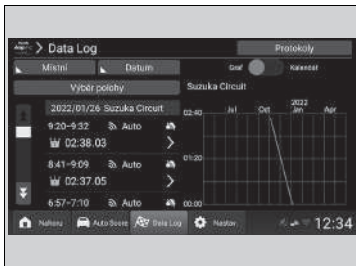 > Data Log
Protokoly
Místní
Datum
Graf
Kalendář
Výběr polohy
Suzuka Circuit
2022/01/26 Suzuka Circuit
02:40
Jul
Oct
2022
Jan
Apr
9:20-9:32
Auto
02:38.03
>
8:41-9:09
Auto
01:20
02:37.05
>
6:57-7:10
Auto
00:00
Nahoru
Auto Score
Data Log
Nastav
12:34